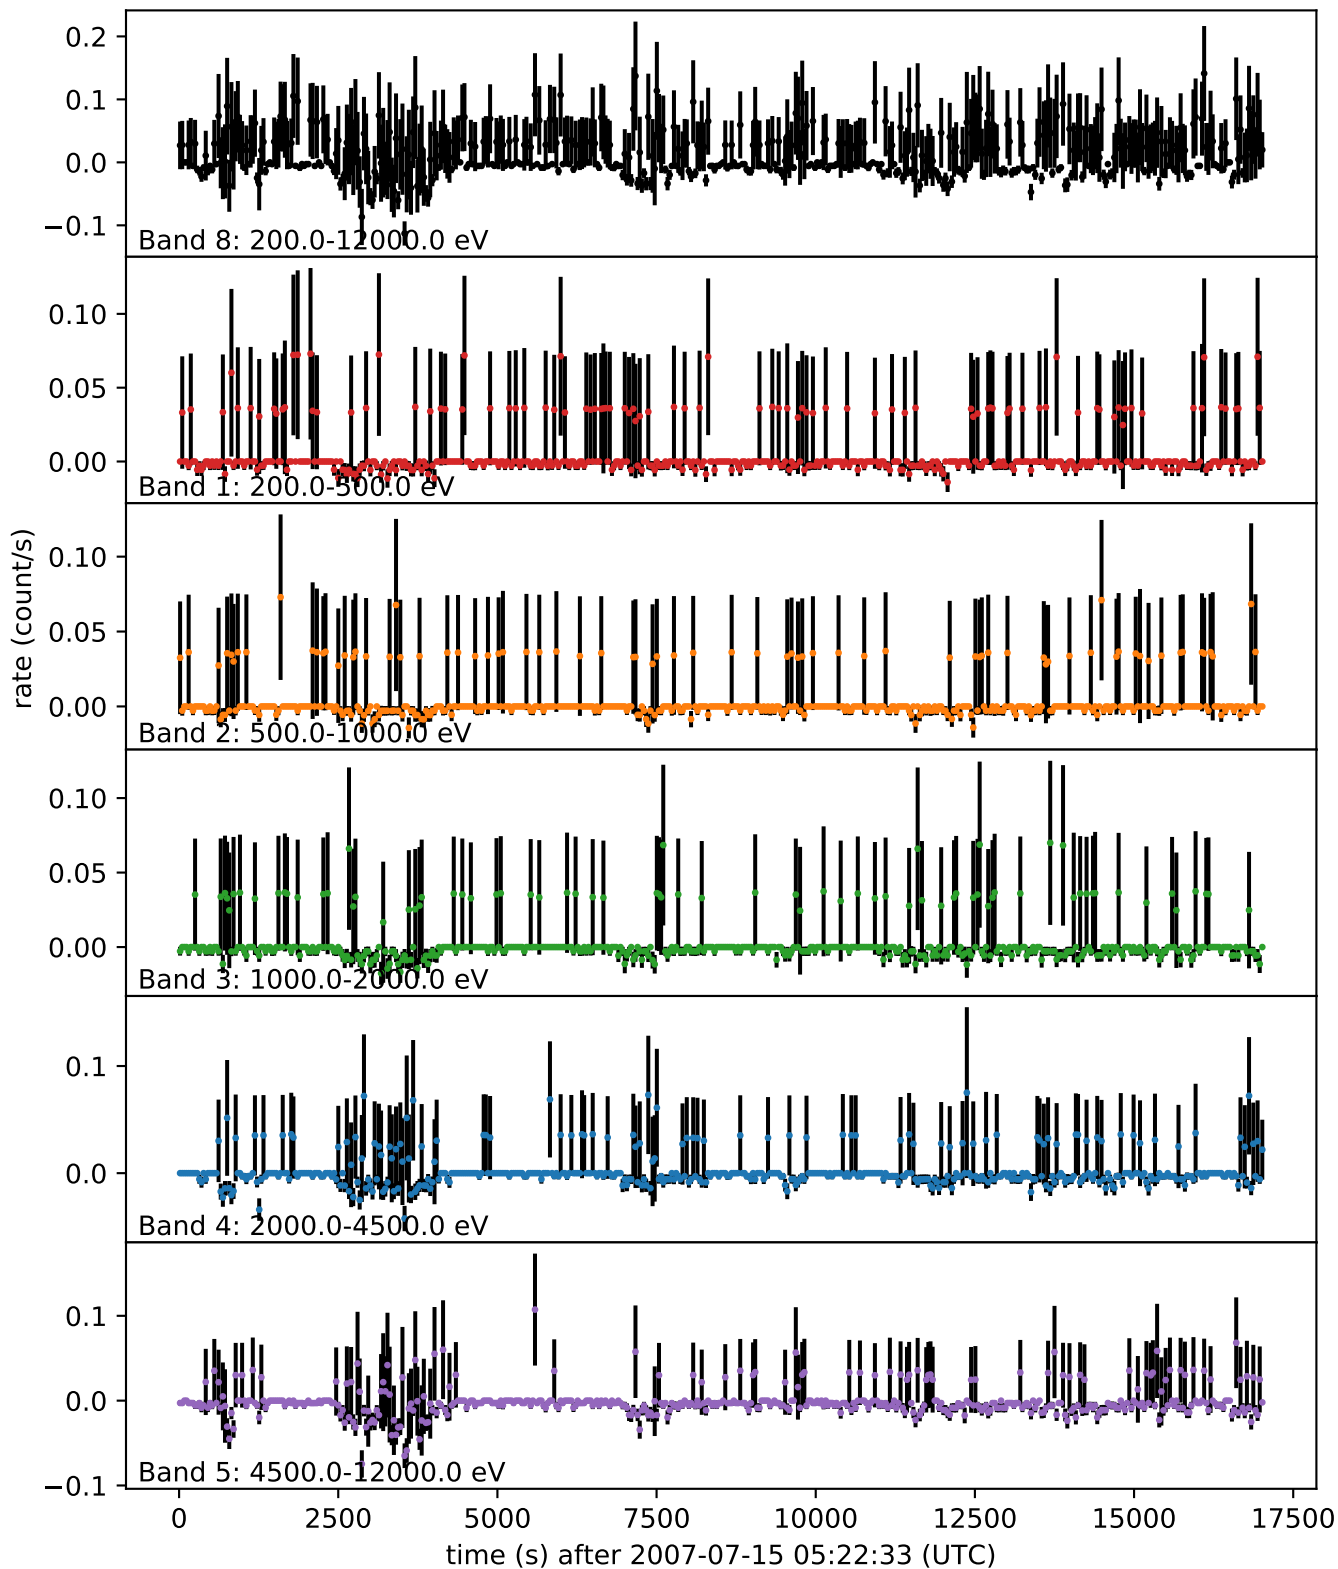 0.2
0.1
0.0
−0.1
Band 8: 200.0-12000.0 eV
0.10
0.05
0.00
Band 1: 200.0-500.0 eV
rate (count/s)
0.10
0.05
0.00
Band 2: 500.0-1000.0 eV
0.10
0.05
0.00
Band 3: 1000.0-2000.0 eV
0.1
0.0
Band 4: 2000.0-4500.0 eV
0.1
0.0
−0.1
Band 5: 4500.0-12000.0 eV
0 2500 5000 7500 10000 12500 15000 17500
time (s) after 2007-07-15 05:22:33 (UTC)